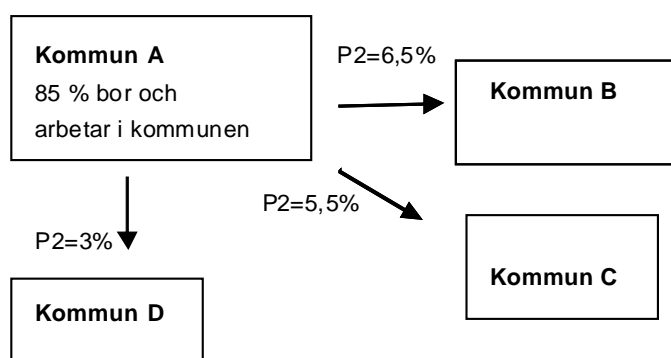 Kommun A
85 % bor och
arbetar i kommunen
P2=6,5%
Kommun B
P2=5,5%
P2=3%
Kommun C
Kommun D